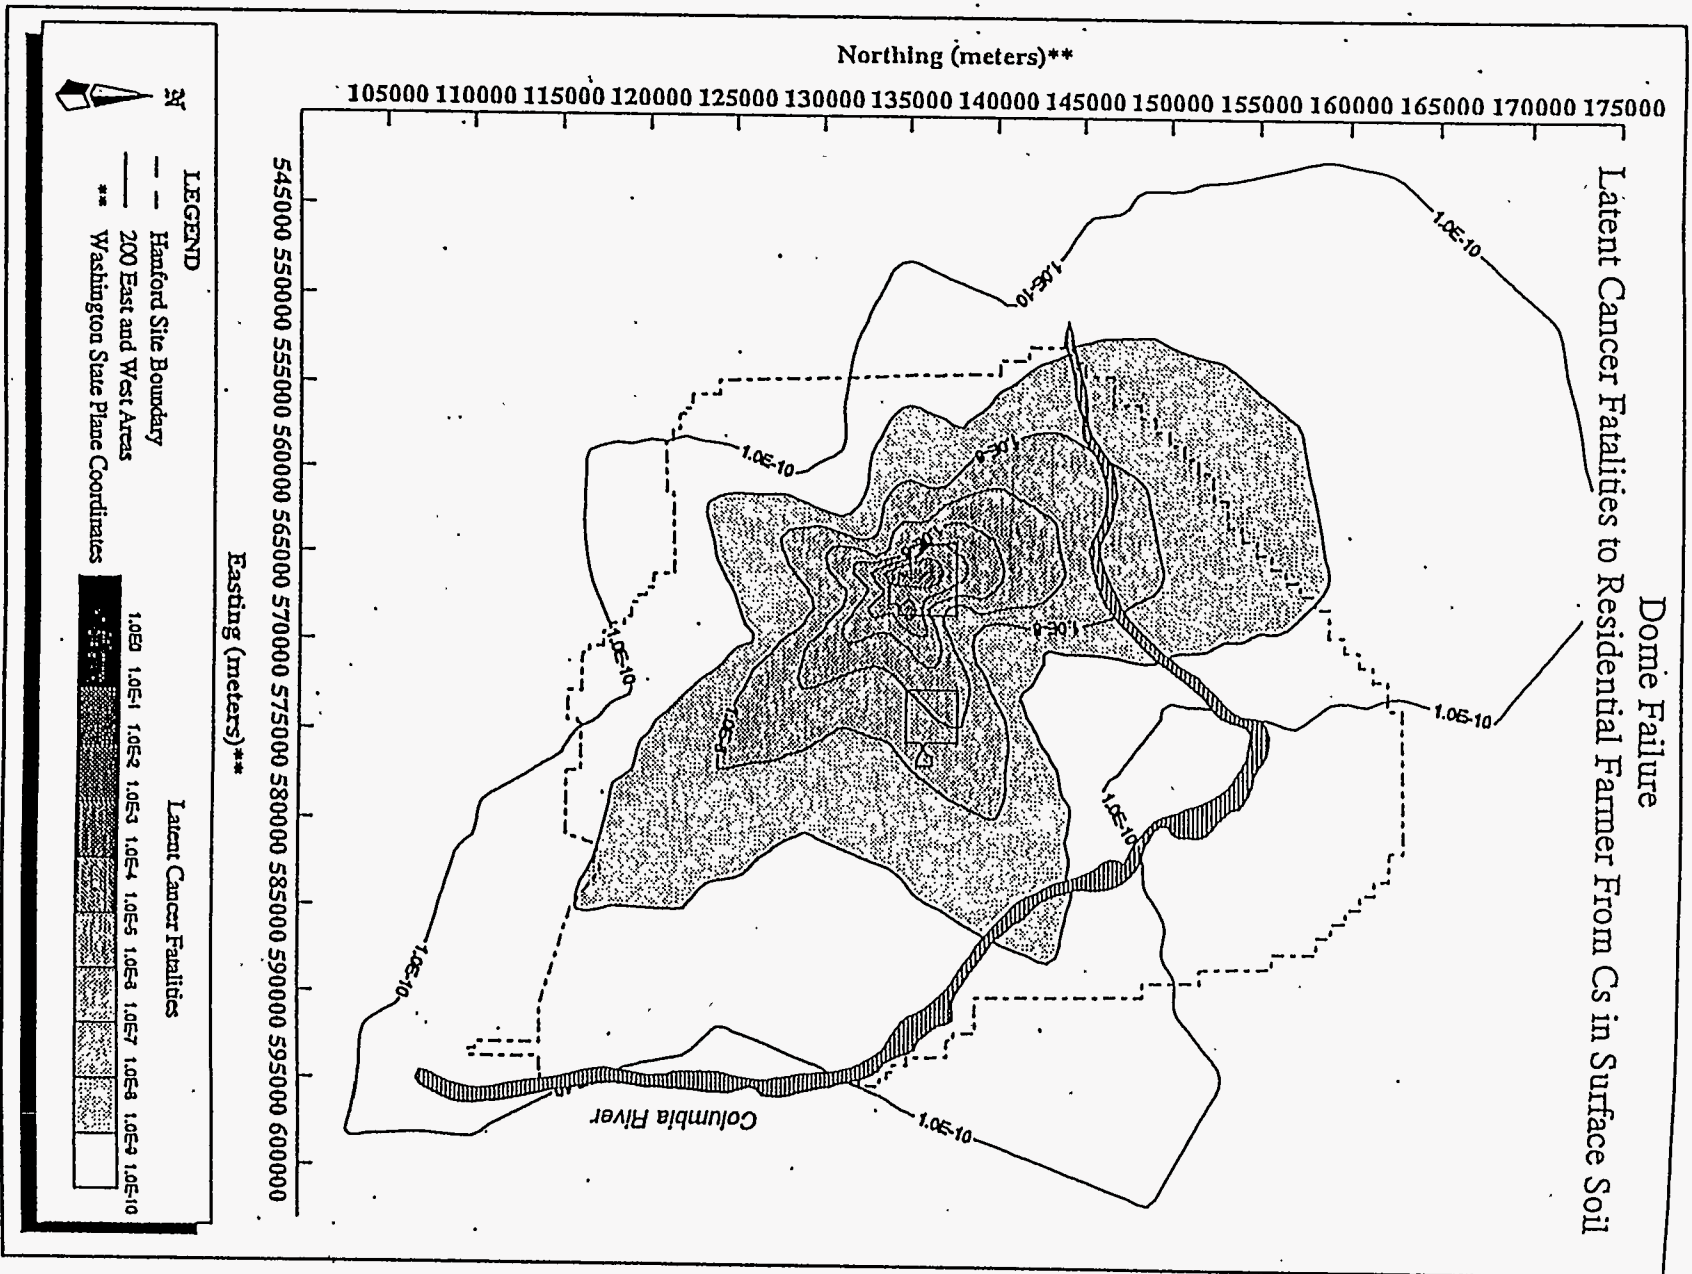 Dome Failure
Latent Cancer Fatalities to Residential Farmer From Cs in Surface Soil
Northing (meters)**
105000 110000 115000 120000 125000 130000 135000 140000 145000 150000 155000 160000 165000 170000 175000
545000 550000 555000 560000 565000 570000 575000 580000 585000 590000 595000 600000
Easting (meters)**
1.0E-10
1.0E-10
1.0E-10
1.0E-10
1.0E-10
1.0E-10
1.0E-10
1.0E-10
Columbia River
N
LEGEND
Hanford Site Boundary
200 East and West Areas
** Washington State Plane Coordinates
Latent Cancer Fatalities
1.0E0 1.0E-1 1.0E-2 1.0E-3 1.0E-4 1.0E-5 1.0E-6 1.0E-7 1.0E-8 1.0E-9 1.0E-10